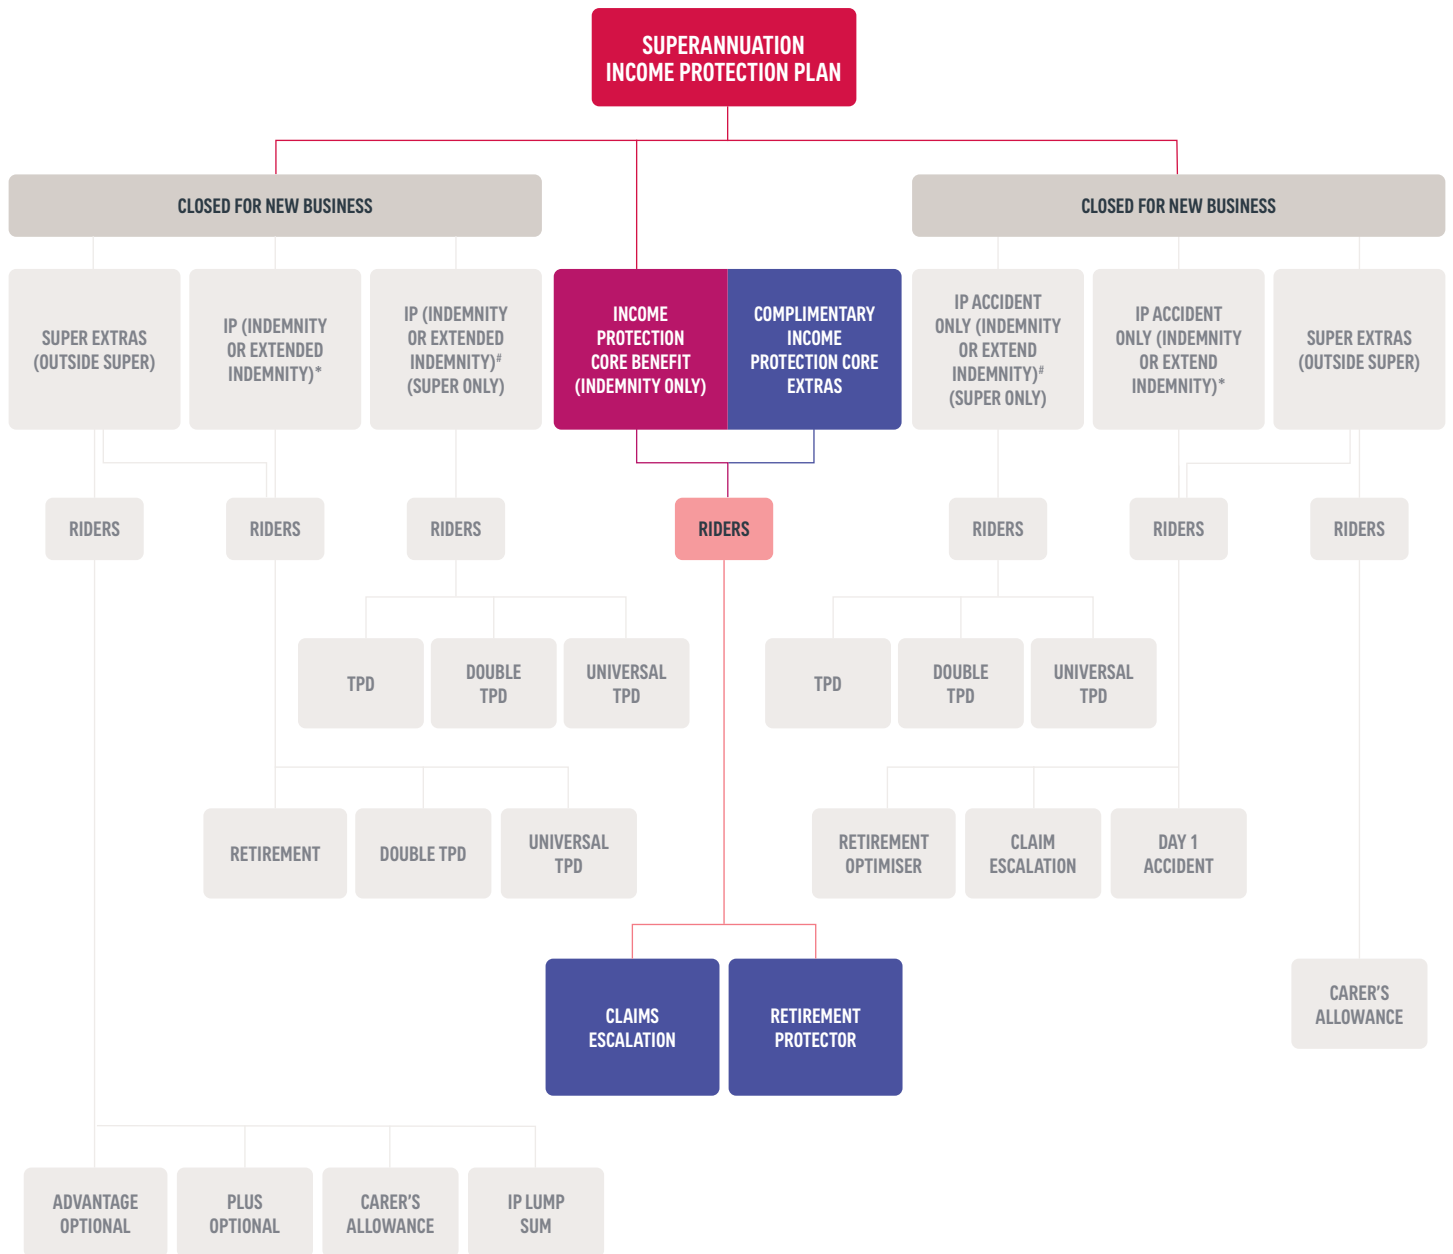 SUPERANNUATION
INCOME PROTECTION PLAN
CLOSED FOR NEW BUSINESS
CLOSED FOR NEW BUSINESS
SUPER EXTRAS
(OUTSIDE SUPER)
IP (INDEMNITY
OR EXTENDED
INDEMNITY)*
IP (INDEMNITY
OR EXTENDED
INDEMNITY)#
(SUPER ONLY)
INCOME
PROTECTION
CORE BENEFIT
(INDEMNITY ONLY)
COMPLIMENTARY
INCOME
PROTECTION CORE
EXTRAS
IP ACCIDENT
ONLY (INDEMNITY
OR EXTEND
INDEMNITY)#
(SUPER ONLY)
IP ACCIDENT
ONLY (INDEMNITY
OR EXTEND
INDEMNITY)*
SUPER EXTRAS
(OUTSIDE SUPER)
RIDERS
RIDERS
RIDERS
RIDERS
RIDERS
RIDERS
RIDERS
TPD
DOUBLE
TPD
UNIVERSAL
TPD
TPD
DOUBLE
TPD
UNIVERSAL
TPD
RETIREMENT
DOUBLE TPD
UNIVERSAL
TPD
RETIREMENT
OPTIMISER
CLAIM
ESCALATION
DAY 1
ACCIDENT
CLAIMS
ESCALATION
RETIREMENT
PROTECTOR
CARER'S
ALLOWANCE
ADVANTAGE
OPTIONAL
PLUS
OPTIONAL
CARER'S
ALLOWANCE
IP LUMP
SUM